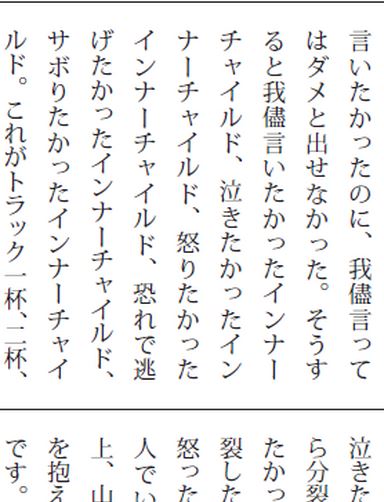 言いたかったのに、我儘言って
はダメと出せなかった。そうす
ると我儘言いたかったインナー
チャイルド、泣きたかったイン
ナーチャイルド、怒りたかった
インナーチャイルド、恐れで逃
げたかったインナーチャイルド、
サボりたかったインナーチャイ
ルド。これがトラック一杯、二杯、
泣きた
ら分裂
たかっ
裂した
怒った
人でい
上、山
を抱え
です。